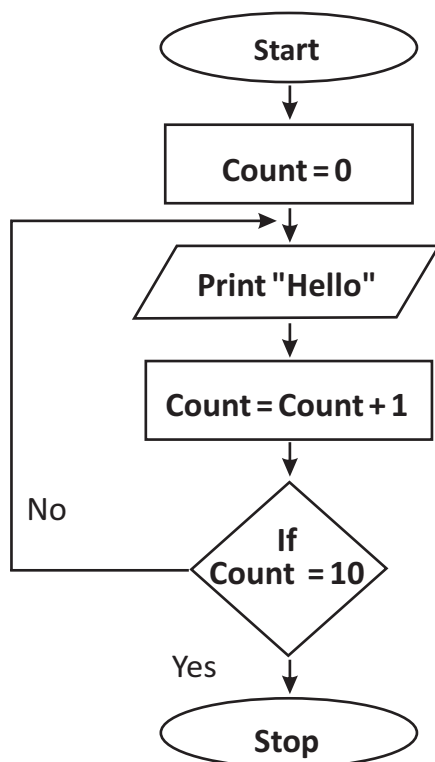 Start
Count = 0
Print "Hello"
Count = Count + 1
No
If
Count = 10
Yes
Stop